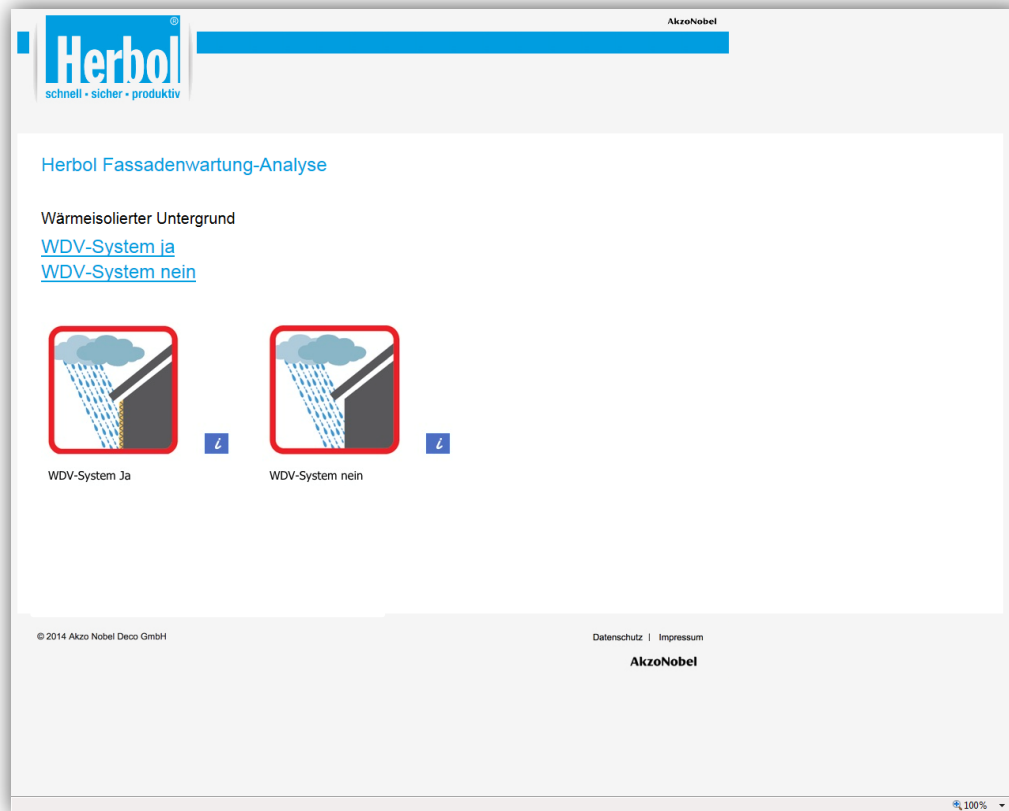 AkzoNobel
Herbol®
schnell • sicher • produktiv
Herbol Fassadenwartung-Analyse
Wärmeisolierter Untergrund
WDV-System ja
WDV-System nein
i
i
WDV-System Ja
WDV-System nein
© 2014 Akzo Nobel Deco GmbH
Datenschutz | Impressum
AkzoNobel
100%